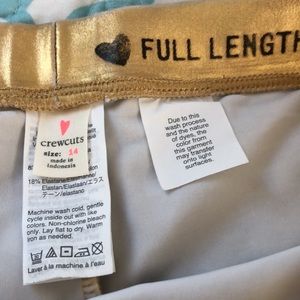 FULL LENGTH
crewcuts
size: 14
made in
Indonesia
18% Elastane/Elastane/
Elastan/Elastaan/エラス
テーン/elastano
Machine wash cold, gentle
cycle inside out with like
colors. Non-chlorine bleach
only. Lay flat to dry. Warm
iron as needed.
Laver à la machine à l'eau
Due to this
wash process
and the nature
of dyes, the
color from this
garment
may transfer
onto light
surfaces.